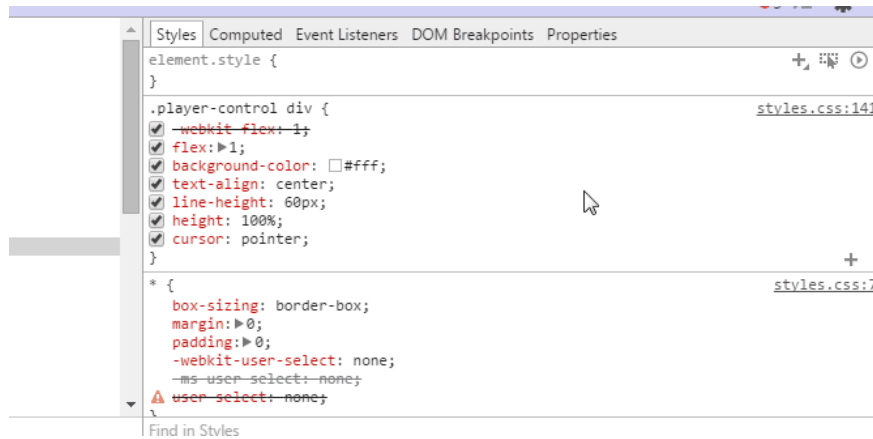 Styles Computed Event Listeners DOM Breakpoints Properties
element.style {
}
.player-control div { styles.css:141
-webkit-flex: 1;
flex: 1;
background-color: #fff;
text-align: center;
line-height: 60px;
height: 100%;
cursor: pointer;
}
* { styles.css:7
box-sizing: border-box;
margin: 0;
padding: 0;
-webkit-user-select: none;
-ms-user-select: none;
user-select: none;
}
Find in Styles